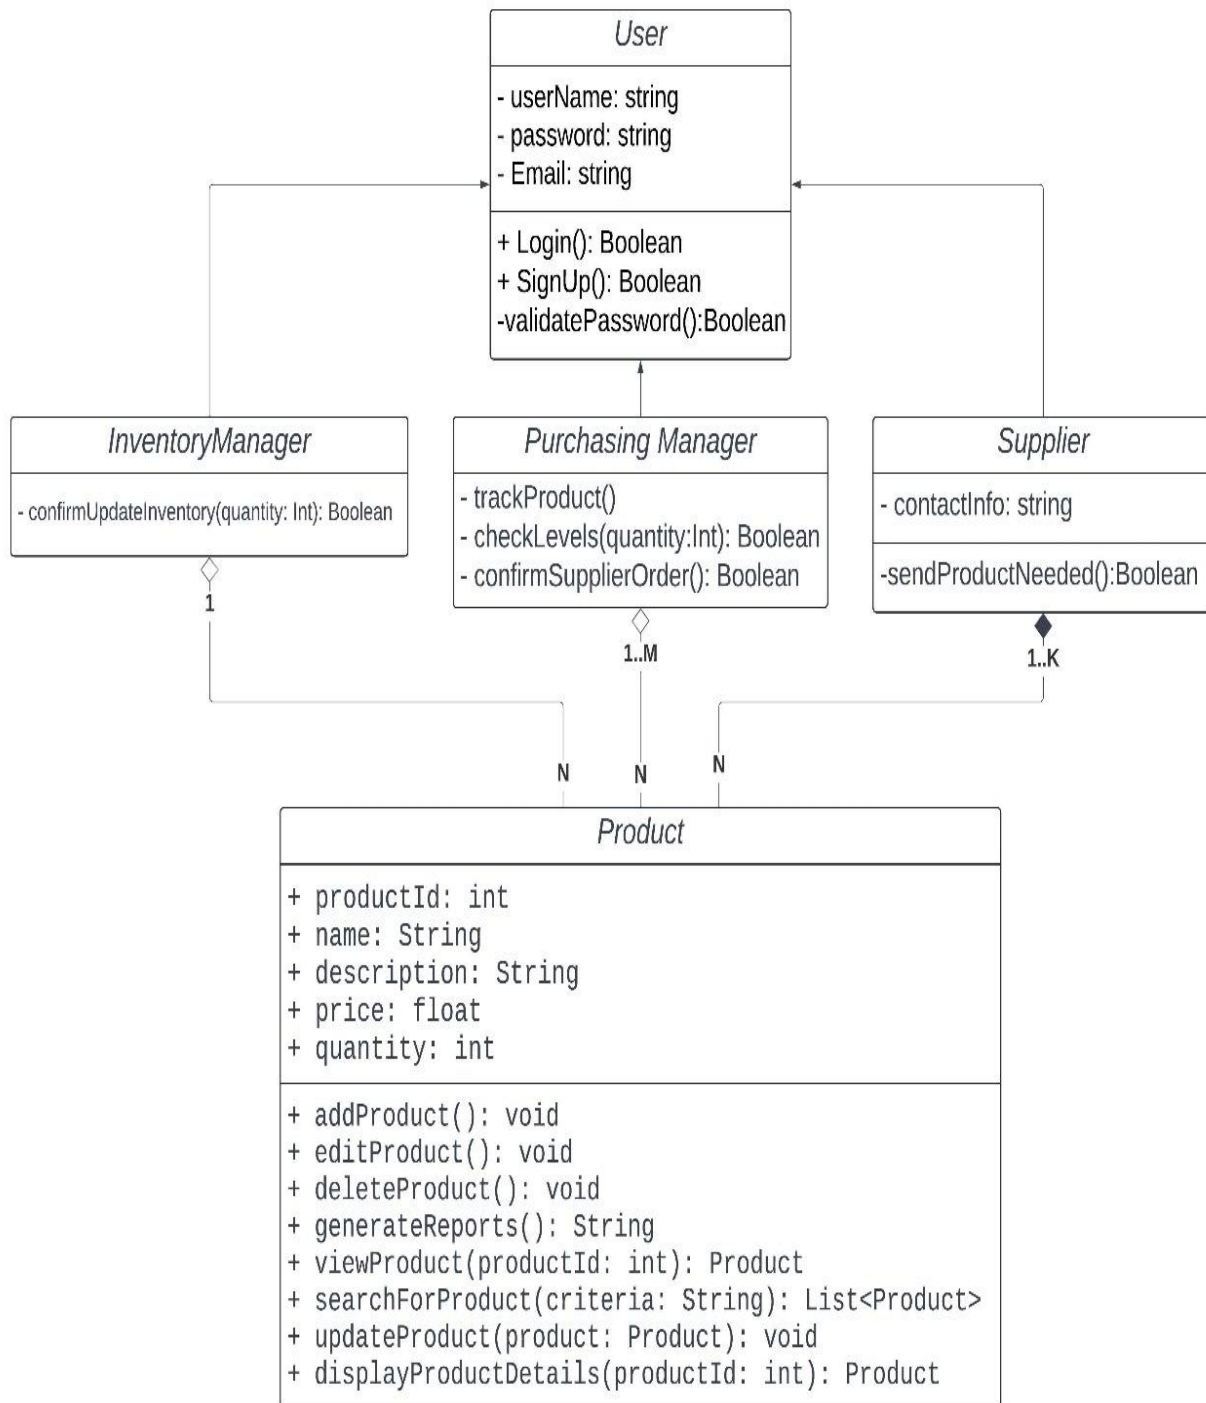 User
- userName: string
- password: string
- Email: string
+ Login(): Boolean
+ SignUp(): Boolean
-validatePassword():Boolean
InventoryManager
- confirmUpdateInventory(quantity: Int): Boolean
1
Purchasing Manager
- trackProduct()
- checkLevels(quantity:Int): Boolean
- confirmSupplierOrder(): Boolean
1..M
Supplier
- contactInfo: string
-sendProductNeeded():Boolean
1..K
N
N
N
Product
+ productId: int
+ name: String
+ description: String
+ price: float
+ quantity: int
+ addProduct(): void
+ editProduct(): void
+ deleteProduct(): void
+ generateReports(): String
+ viewProduct(productId: int): Product
+ searchForProduct(criteria: String): List<Product>
+ updateProduct(product: Product): void
+ displayProductDetails(productId: int): Product